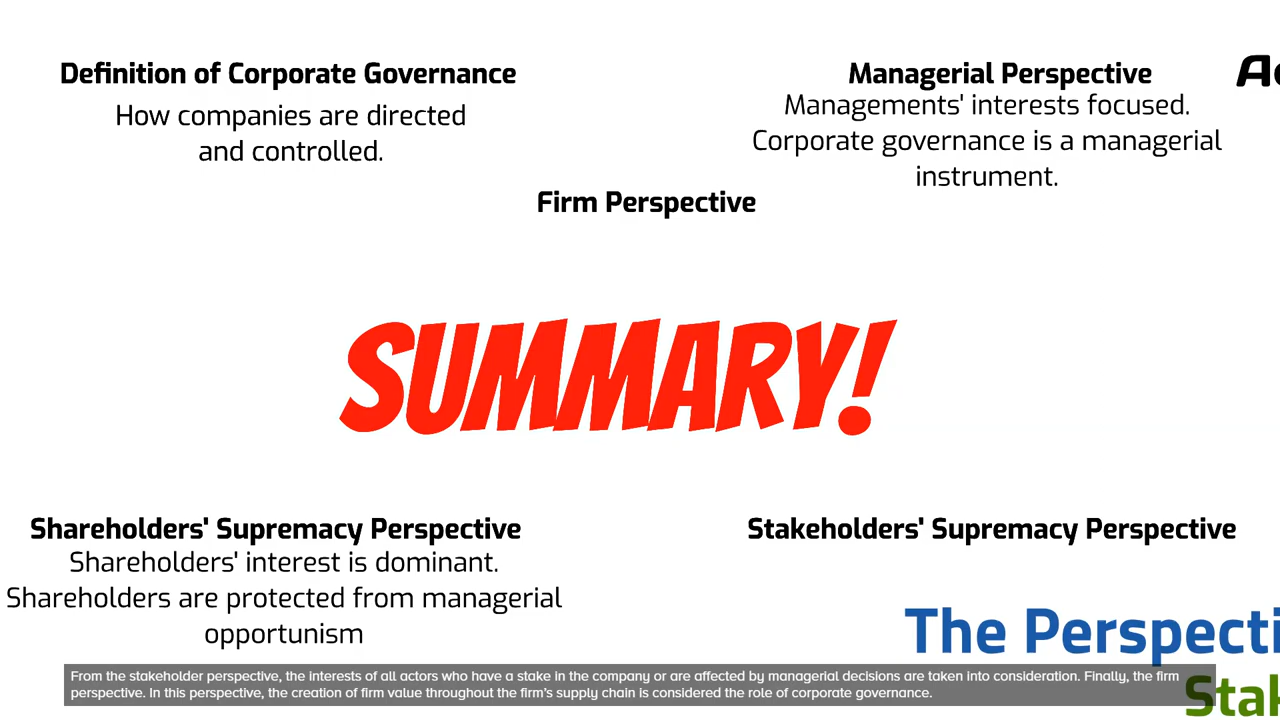 Definition of Corporate Governance
How companies are directed
and controlled.
Managerial Perspective
Managements' interests focused.
Corporate governance is a managerial
instrument.
Firm Perspective
SUMMARY!
Shareholders' Supremacy Perspective
Shareholders' interest is dominant.
Shareholders are protected from managerial
opportunism
Stakeholders' Supremacy Perspective
The Perspecti
Stak
From the stakeholder perspective, the interests of all actors who have a stake in the company or are affected by managerial decisions are taken into consideration. Finally, the firm
perspective. In this perspective, the creation of firm value throughout the firm's supply chain is considered the role of corporate governance.